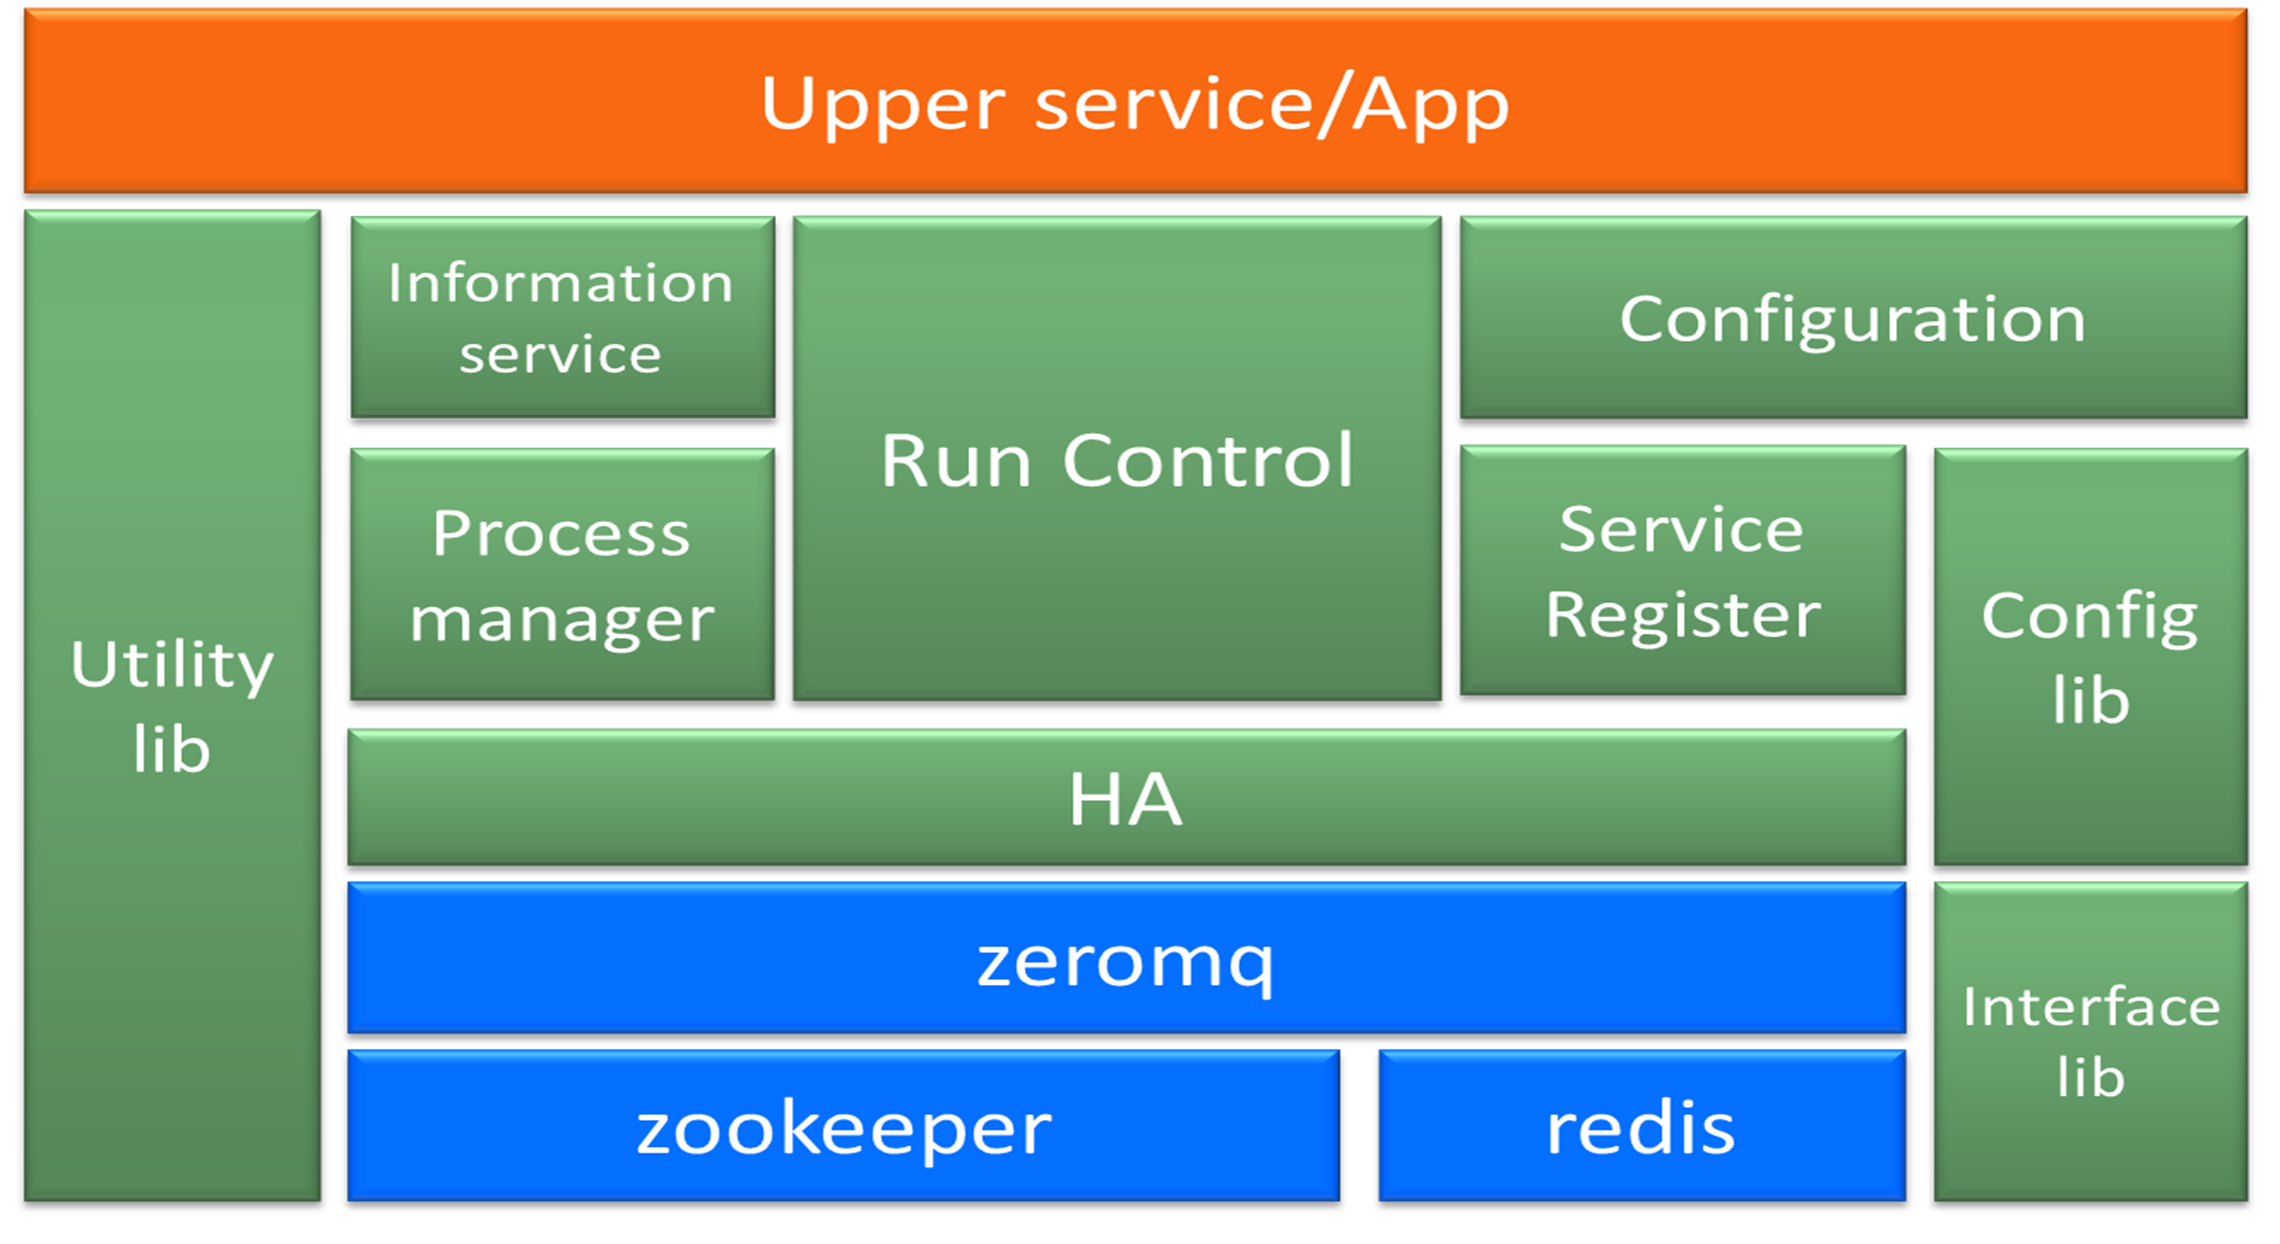 Upper service/App
Information
service
Run Control
Configuration
Process
manager
Service
Register
Config
lib
Utility
lib
HA
zeromq
Interface
lib
zookeeper
redis